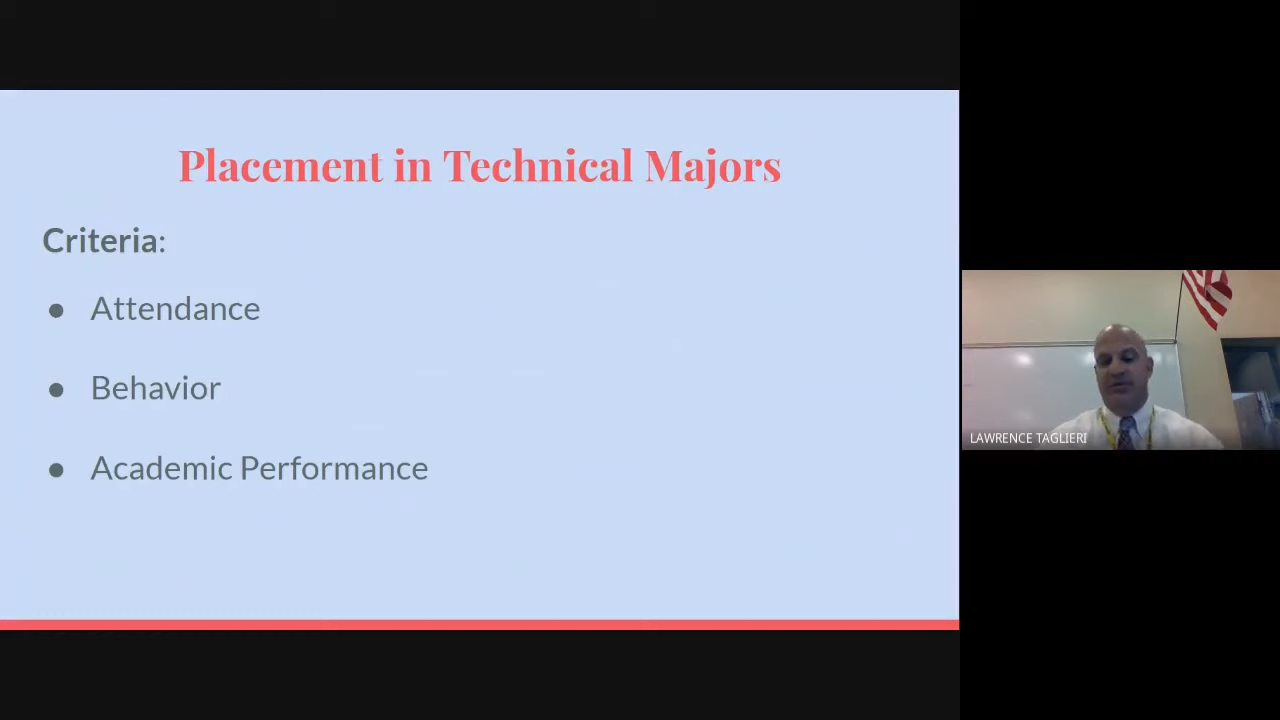 Placement in Technical Majors
Criteria:
● Attendance
● Behavior
● Academic Performance
LAWRENCE TAGLIERI